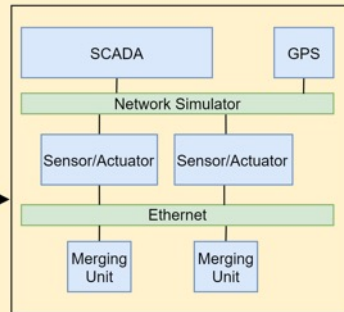 SCADA
GPS
Network Simulator
Sensor/Actuator
Sensor/Actuator
Ethernet
Merging
Unit
Merging
Unit